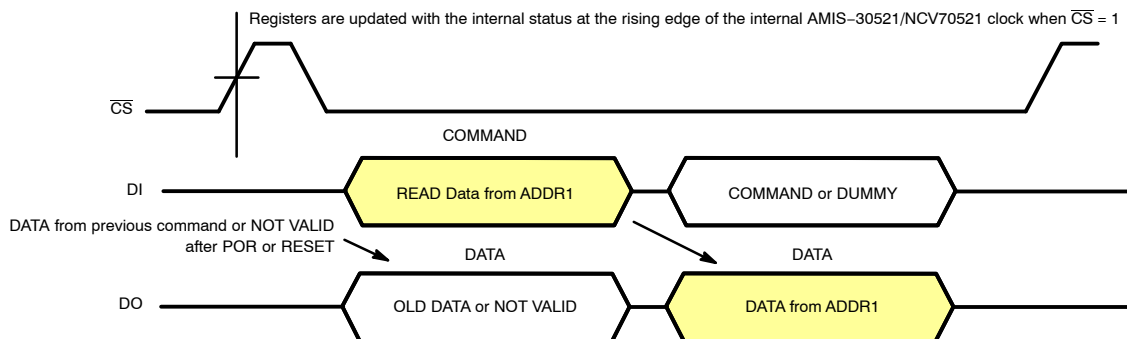 Registers are updated with the internal status at the rising edge of the internal AMIS−30521/NCV70521 clock when CS = 1
CS
COMMAND
DI
READ Data from ADDR1
COMMAND or DUMMY
DATA from previous command or NOT VALID
after POR or RESET
DATA
DATA
DO
OLD DATA or NOT VALID
DATA from ADDR1